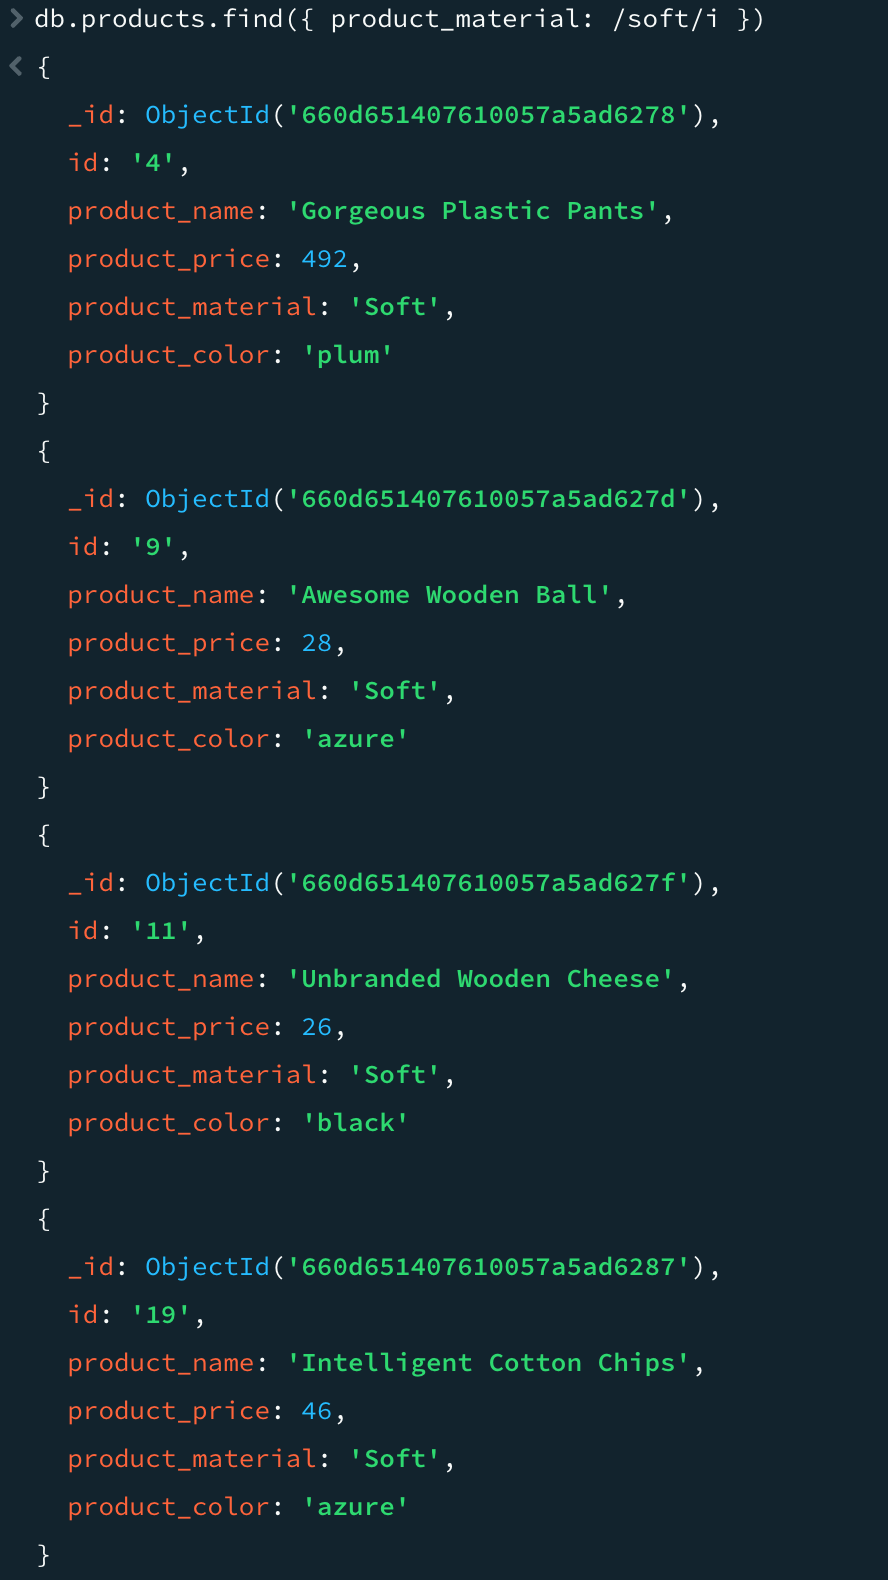 > db.products.find({ product_material: /soft/i })
< {
_id: ObjectId('660d651407610057a5ad6278'),
id: '4',
product_name: 'Gorgeous Plastic Pants',
product_price: 492,
product_material: 'Soft',
product_color: 'plum'
}
{
_id: ObjectId('660d651407610057a5ad627d'),
id: '9',
product_name: 'Awesome Wooden Ball',
product_price: 28,
product_material: 'Soft',
product_color: 'azure'
}
{
_id: ObjectId('660d651407610057a5ad627f'),
id: '11',
product_name: 'Unbranded Wooden Cheese',
product_price: 26,
product_material: 'Soft',
product_color: 'black'
}
{
_id: ObjectId('660d651407610057a5ad6287'),
id: '19',
product_name: 'Intelligent Cotton Chips',
product_price: 46,
product_material: 'Soft',
product_color: 'azure'
}